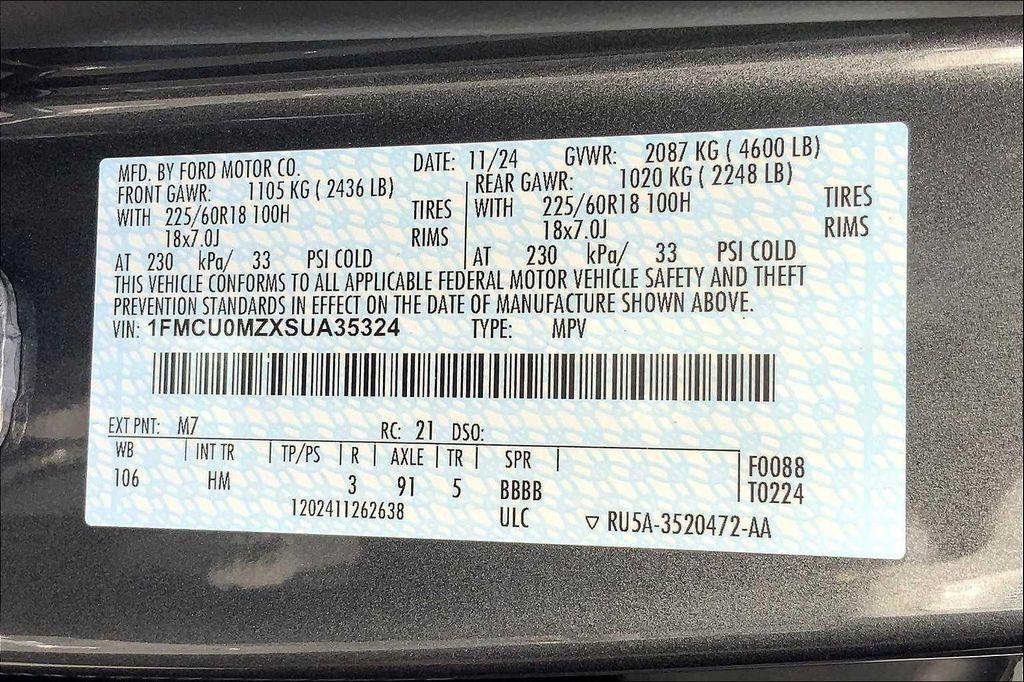 MFD. BY FORD MOTOR CO. DATE: 11/24 GVWR: 2087 KG ( 4600 LB)
FRONT GAWR: 1105 KG ( 2436 LB) REAR GAWR: 1020 KG ( 2248 LB)
WITH 225/60R18 100H TIRES WITH 225/60R18 100H TIRES
18x7.0J RIMS 18x7.0J RIMS
AT 230 kPa/ 33 PSI COLD AT 230 kPa/ 33 PSI COLD
THIS VEHICLE CONFORMS TO ALL APPLICABLE FEDERAL MOTOR VEHICLE SAFETY AND THEFT
PREVENTION STANDARDS IN EFFECT ON THE DATE OF MANUFACTURE SHOWN ABOVE.
VIN: 1FMCU0MZXSUA35324 TYPE: MPV
EXT PNT: M7 RC: 21 DSO:
WB INT TR TP/PS R AXLE TR SPR F0088
106 HM 3 91 5 BBBB T0224
1202411262638 ULC ▽ RU5A-3520472-AA